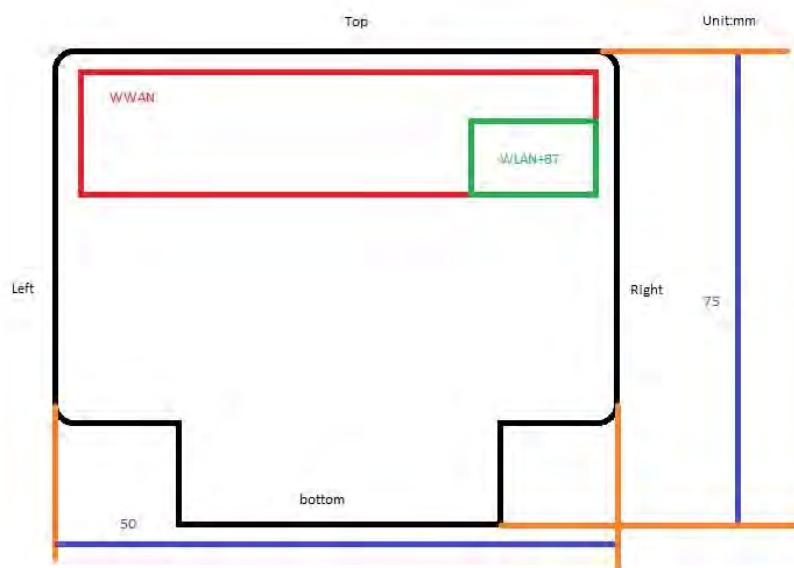 Top
Unit:mm
WWAN
WLAN+BT
Left
Right
75
bottom
50